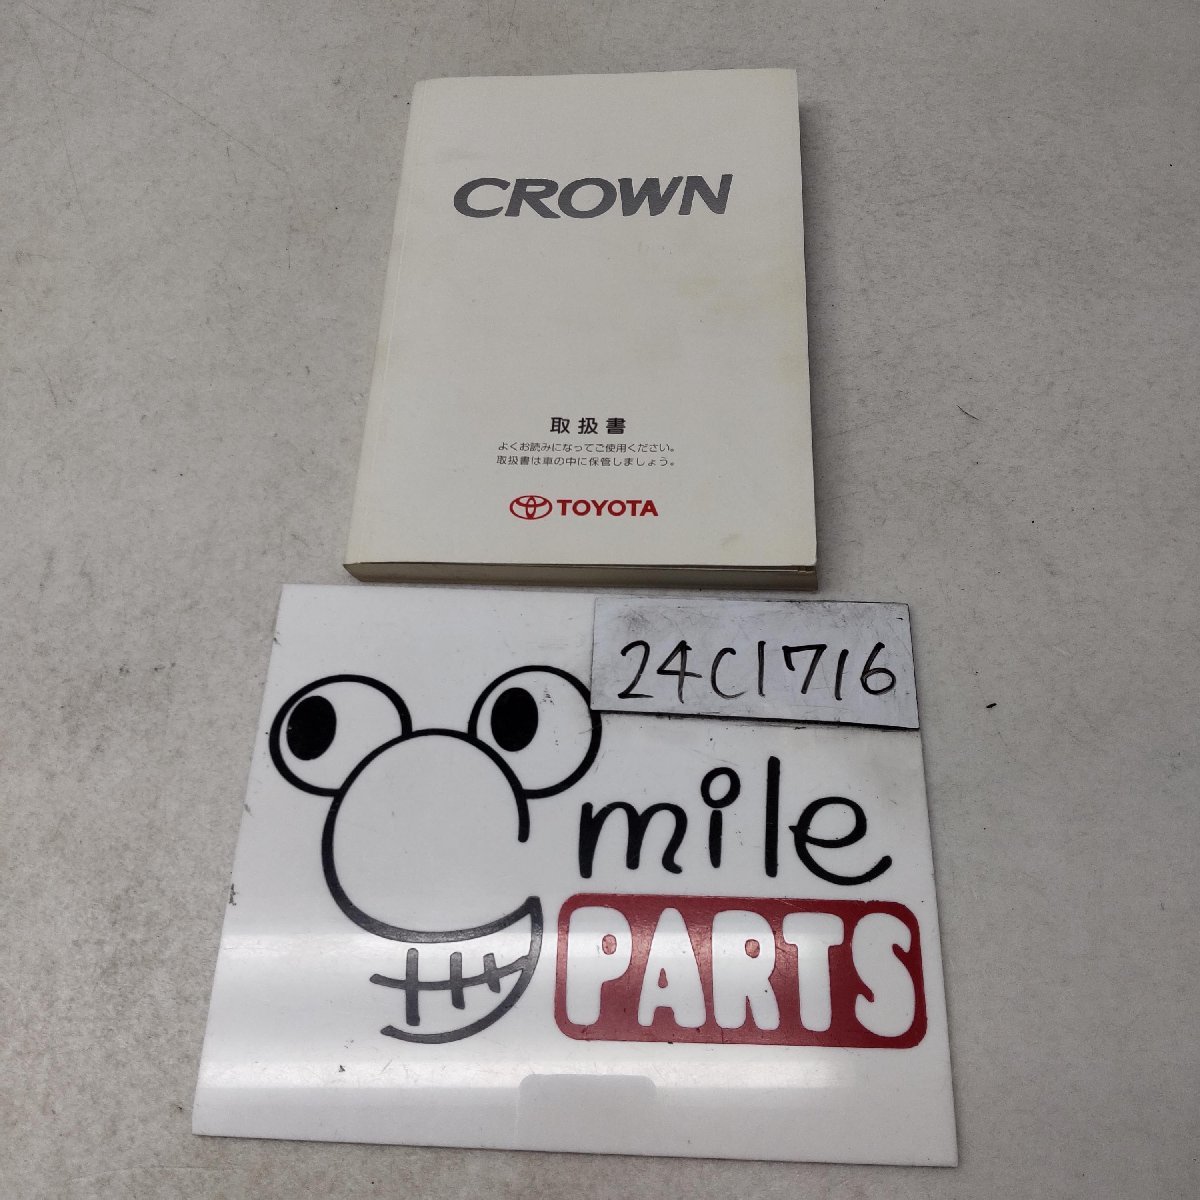 CROWN
取扱書
よくお読みになってご使用ください。
取扱書は車の中に保管しましょう。
TOYOTA
24C1716
Smile
PARTS